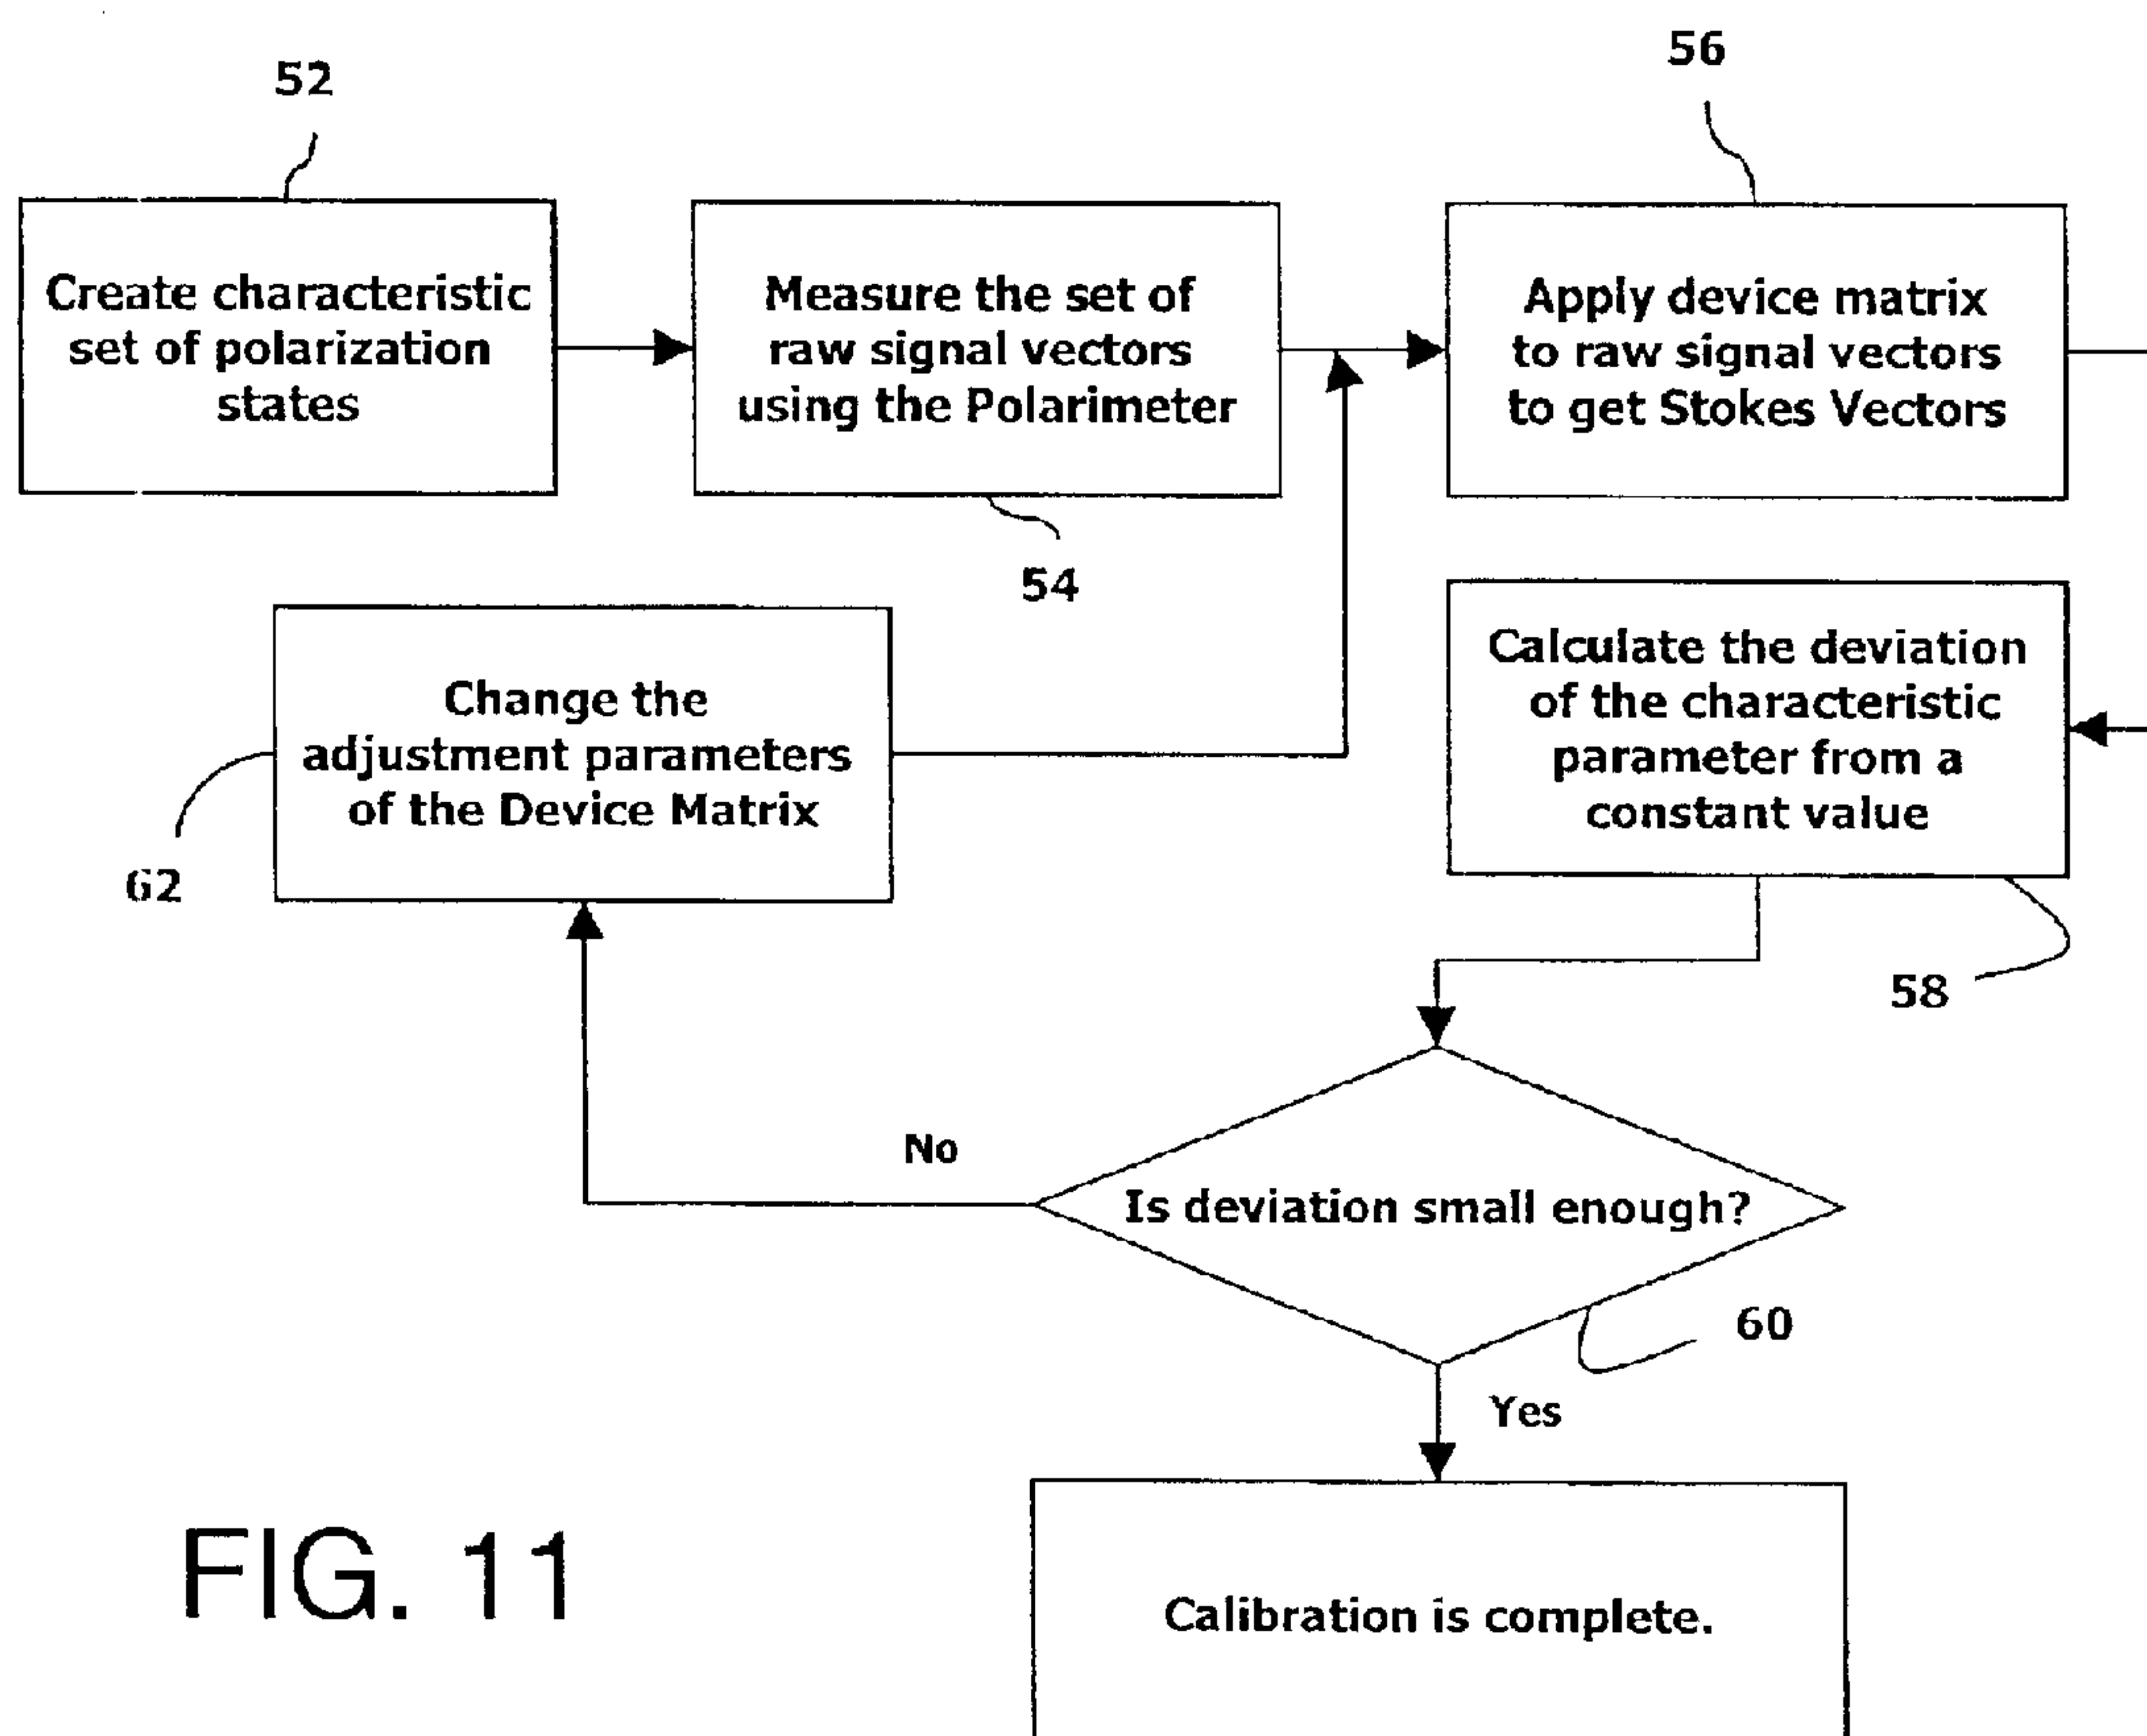 52
56
Create characteristic
set of polarization
states
Measure the set of
raw signal vectors
using the Polarimeter
Apply device matrix
to raw signal vectors
to get Stokes Vectors
54
Change the
adjustment parameters
of the Device Matrix
Calculate the deviation
of the characteristic
parameter from a
constant value
62
58
No
Is deviation small enough?
60
Yes
Calibration is complete.
FIG. 11